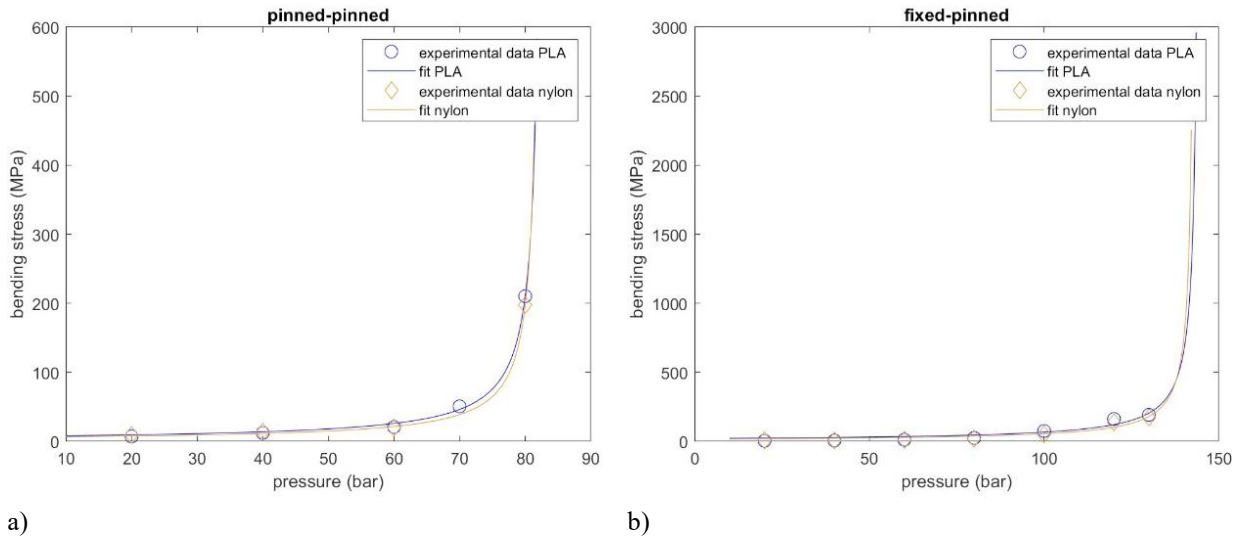 pinned-pinned
600
500
400
300
200
100
0
bending stress (MPa)
experimental data PLA
fit PLA
experimental data nylon
fit nylon
10 20 30 40 50 60 70 80 90
pressure (bar)
a)
fixed-pinned
3000
2500
2000
1500
1000
500
0
bending stress (MPa)
experimental data PLA
fit PLA
experimental data nylon
fit nylon
0 50 100 150
pressure (bar)
b)